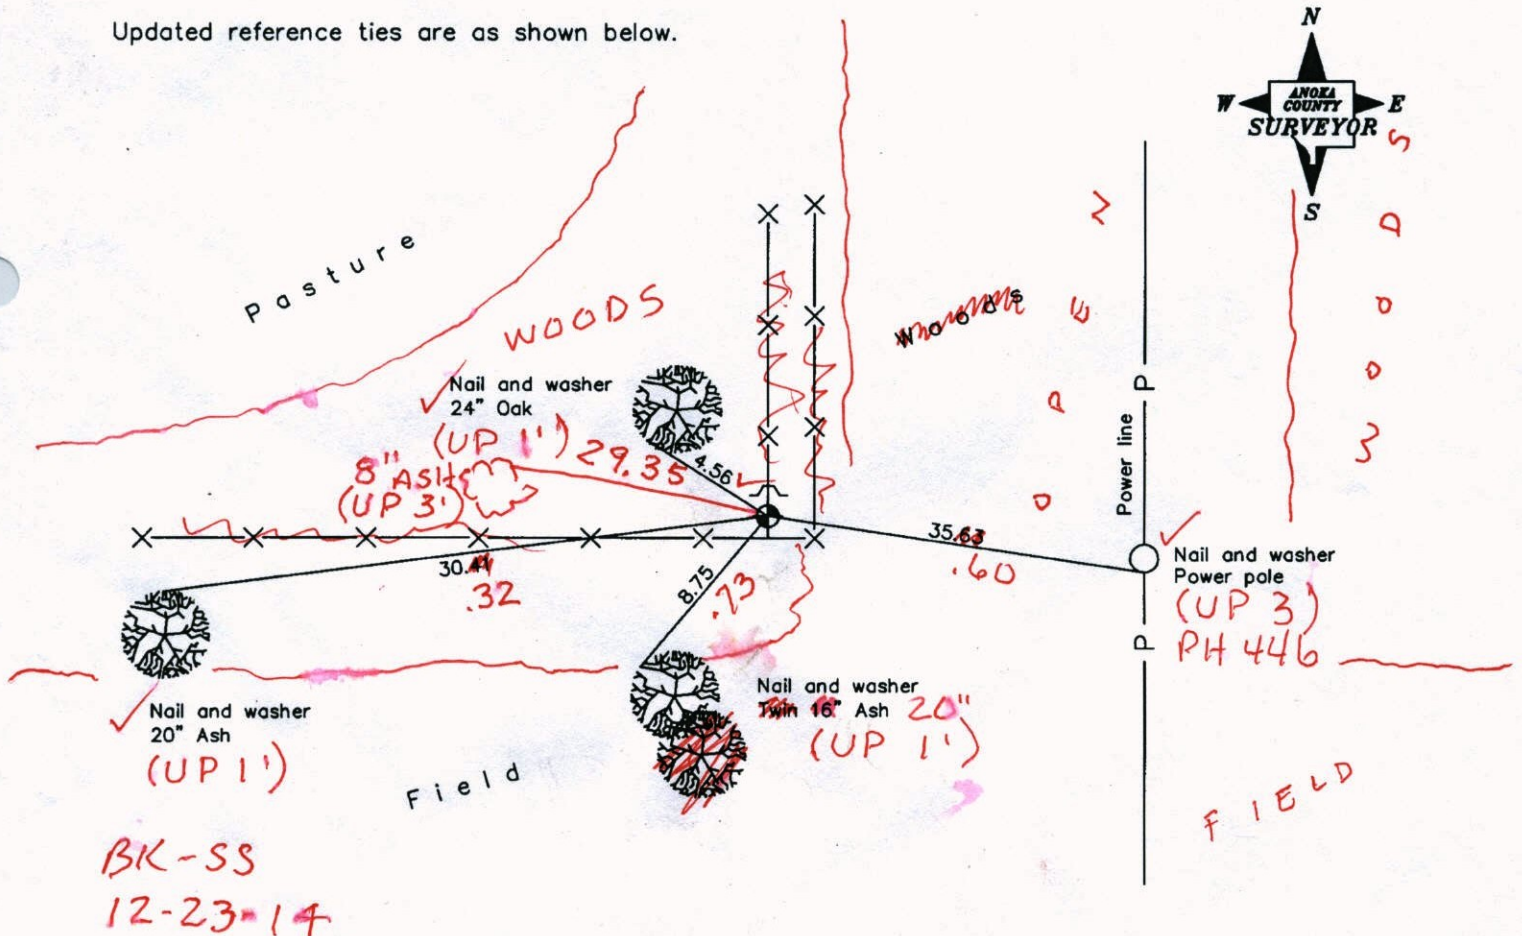 Updated reference ties are as shown below.
N
W
ANOKA
COUNTY
E
SURVEYOR
S
Pasture
WOODS
Woods
OPEN
WOODS
P
Power line
Nail and washer
24" Oak
(UP 1')
8" ASH
(UP 3')
29.35
4.56
35.63
.60
30.41
.32
8.75
.73
Nail and washer
Power pole
(UP 3')
PH 446
P
Nail and washer
20" Ash
(UP 1')
Nail and washer
Twin 16" Ash 20"
(UP 1')
Field
FIELD
BK-SS
12-23-14